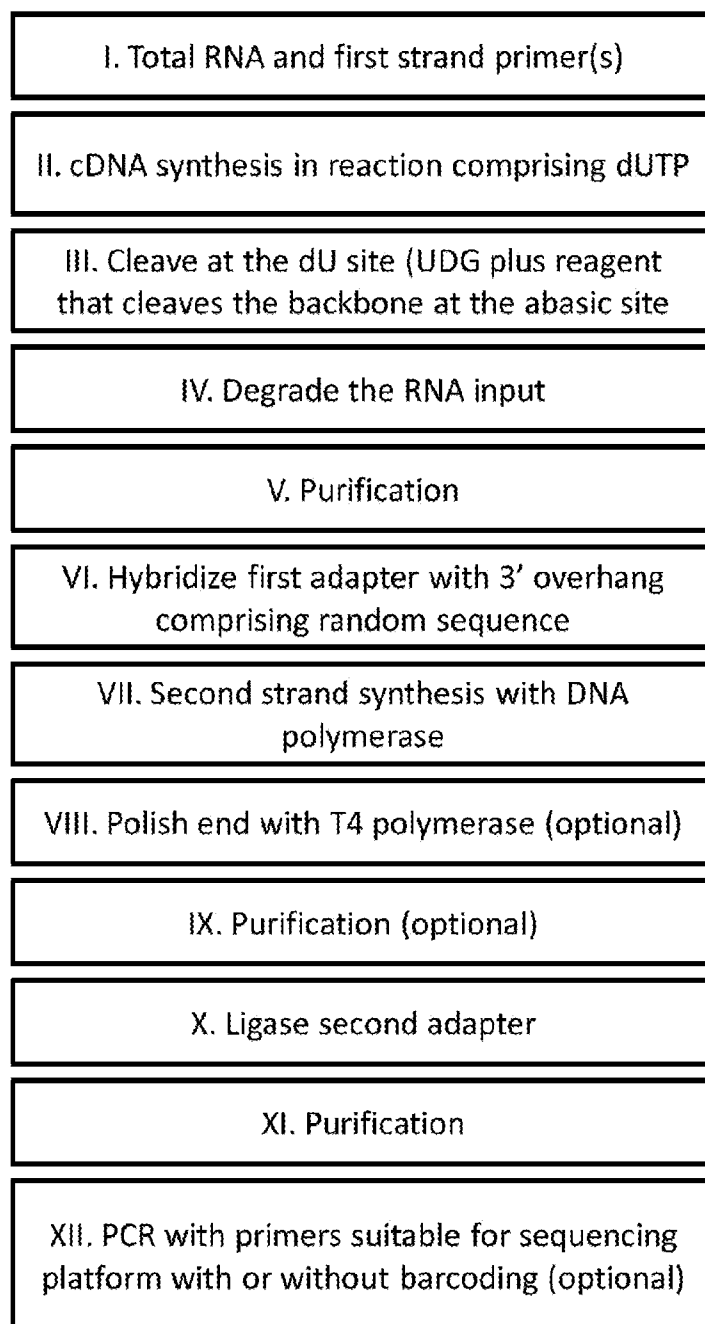 I. Total RNA and first strand primer(s)
II. cDNA synthesis in reaction comprising dUTP
III. Cleave at the dU site (UDG plus reagent
that cleaves the backbone at the abasic site
IV. Degrade the RNA input
V. Purification
VI. Hybridize first adapter with 3’ overhang
comprising random sequence
VII. Second strand synthesis with DNA
polymerase
VIII. Polish end with T4 polymerase (optional)
IX. Purification (optional)
X. Ligase second adapter
XI. Purification
XII. PCR with primers suitable for sequencing
platform with or without barcoding (optional)